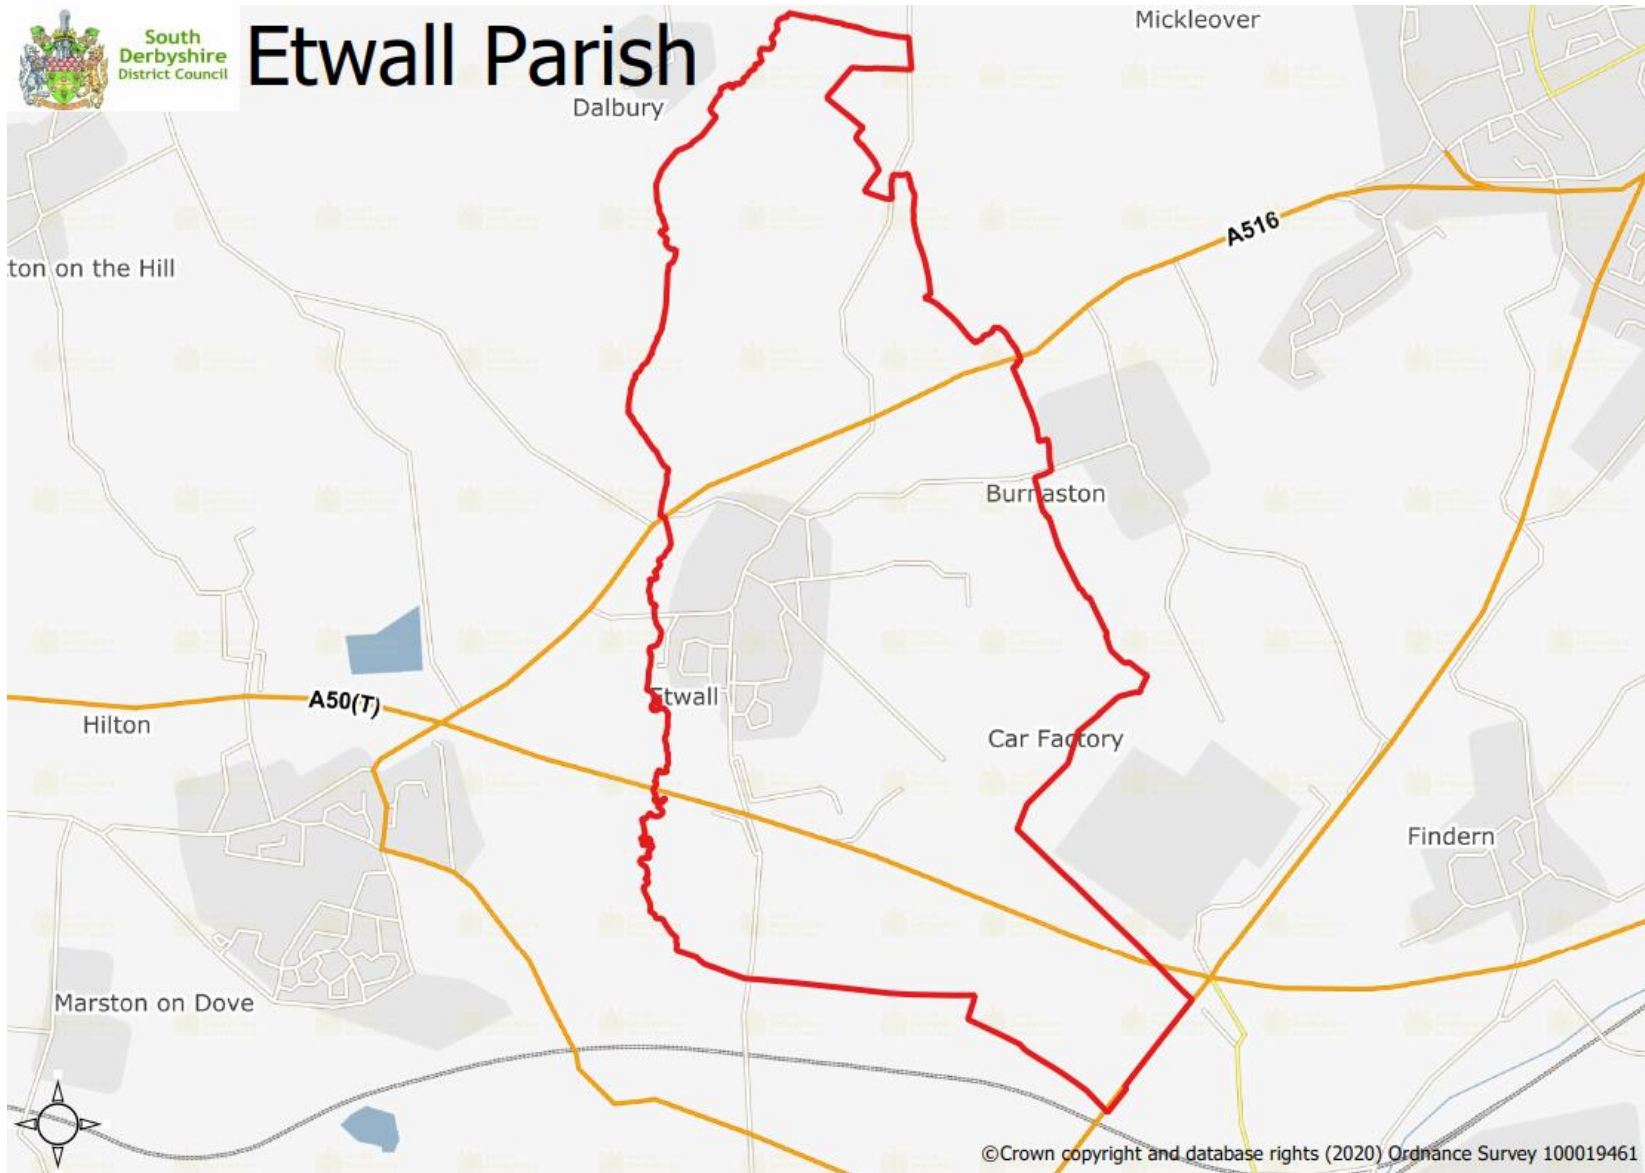 South
Derbyshire
District Council
Etwall Parish
Mickleover
Dalbury
A516
ton on the Hill
Burnaston
Etwall
A50(T)
Hilton
Car Factory
Findern
Marston on Dove
©Crown copyright and database rights (2020) Ordnance Survey 100019461